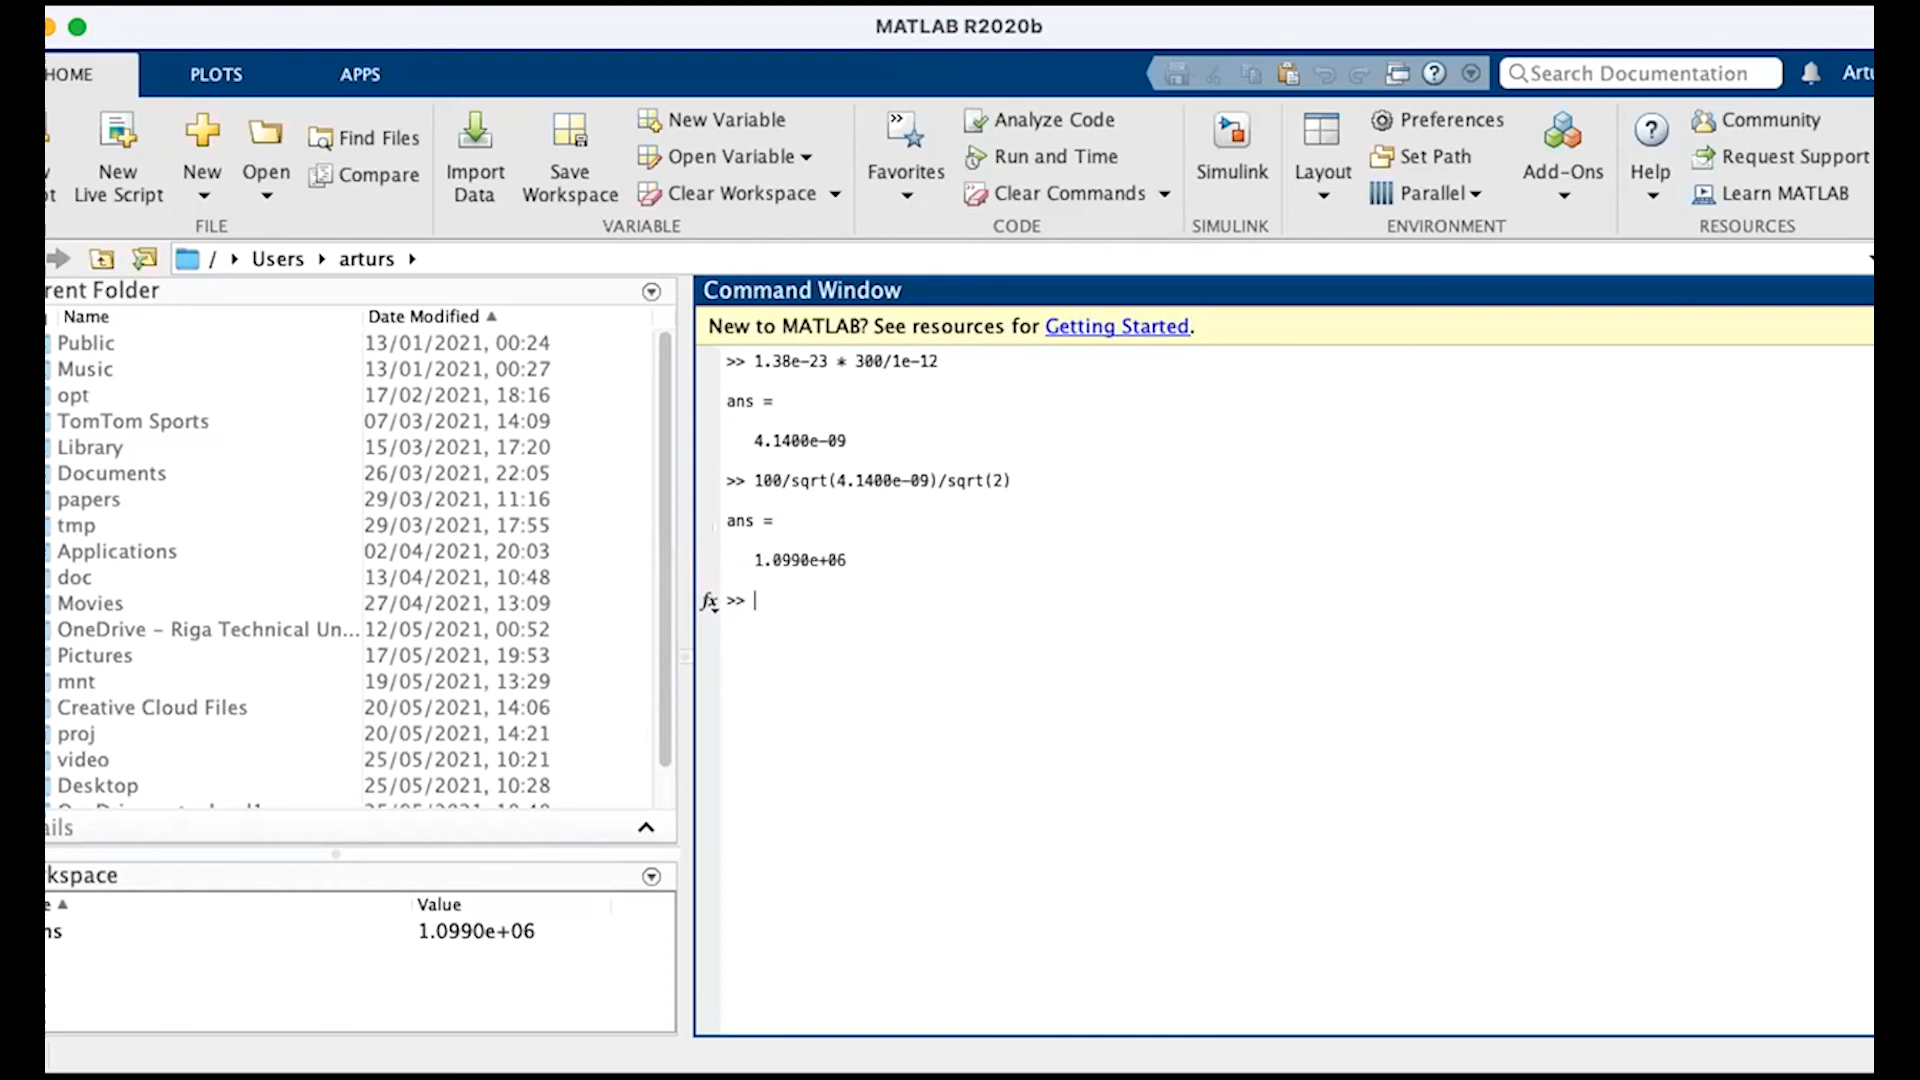 MATLAB R2020b
HOME PLOTS APPS
Search Documentation
New Live Script
New
Open
Find Files
Compare
FILE
Import Data
Save Workspace
New Variable
Open Variable
Clear Workspace
VARIABLE
Favorites
Analyze Code
Run and Time
Clear Commands
CODE
Simulink
SIMULINK
Layout
Preferences
Set Path
Parallel
Add-Ons
ENVIRONMENT
Help
Community
Request Support
Learn MATLAB
RESOURCES
/ Users arturs
rent Folder
Name Date Modified
Public 13/01/2021, 00:24
Music 13/01/2021, 00:27
opt 17/02/2021, 18:16
TomTom Sports 07/03/2021, 14:09
Library 15/03/2021, 17:20
Documents 26/03/2021, 22:05
papers 29/03/2021, 11:16
tmp 29/03/2021, 17:55
Applications 02/04/2021, 20:03
doc 13/04/2021, 10:48
Movies 27/04/2021, 13:09
OneDrive – Riga Technical Un... 12/05/2021, 00:52
Pictures 17/05/2021, 19:53
mnt 19/05/2021, 13:29
Creative Cloud Files 20/05/2021, 14:06
proj 20/05/2021, 14:21
video 25/05/2021, 10:21
Desktop 25/05/2021, 10:28
ails
kspace
Value
ns 1.0990e+06
Command Window
New to MATLAB? See resources for Getting Started.
>> 1.38e-23 * 300/1e-12
ans =
4.1400e-09
>> 100/sqrt(4.1400e-09)/sqrt(2)
ans =
1.0990e+06
fx >>